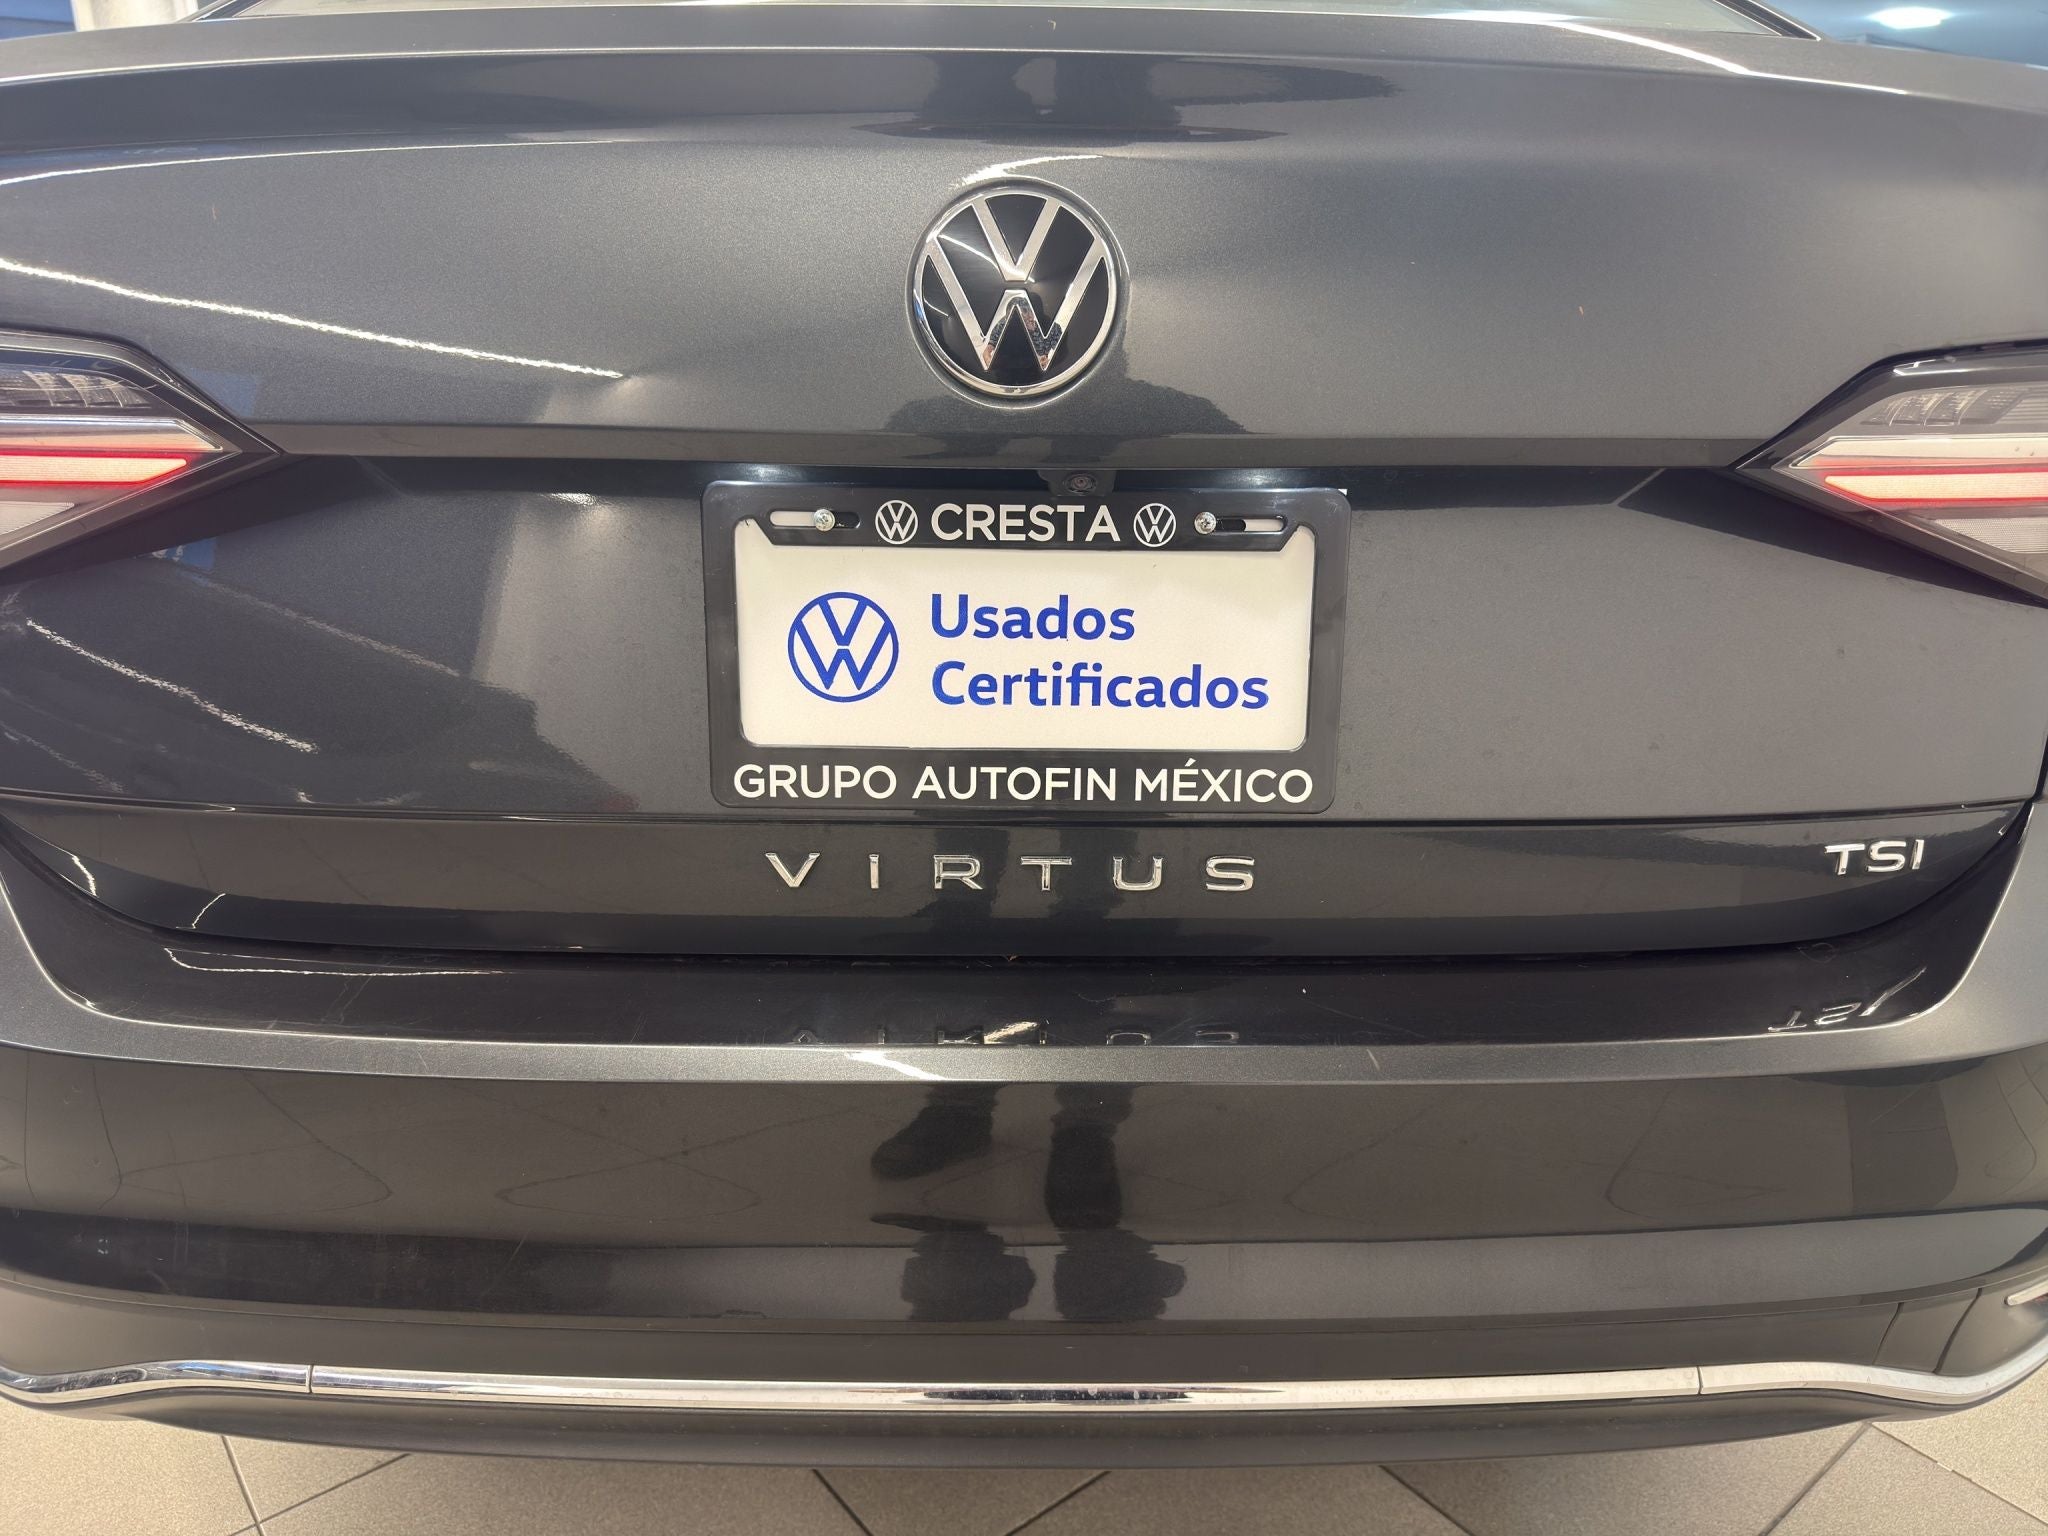 CRESTA
Usados
Certificados
GRUPO AUTOFIN MÉXICO
VIRTUS
TSI